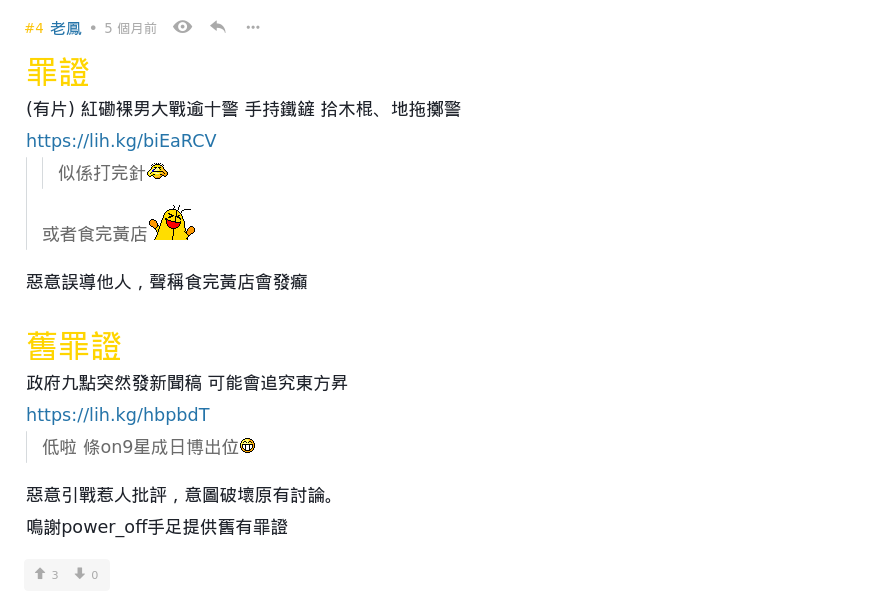 #4 老鳳 • 5 個月前
罪證
(有片) 紅磡裸男大戰逾十警 手持鐵鏟 拾木棍、地拖擲警
https://lih.kg/biEaRCV
似係打完針
或者食完黃店
惡意誤導他人，聲稱食完黃店會發癲
舊罪證
政府九點突然發新聞稿 可能會追究東方昇
https://lih.kg/hbpbdT
低啦 條on9星成日博出位
惡意引戰惹人批評，意圖破壞原有討論。
鳴謝power_off手足提供舊有罪證
3 0